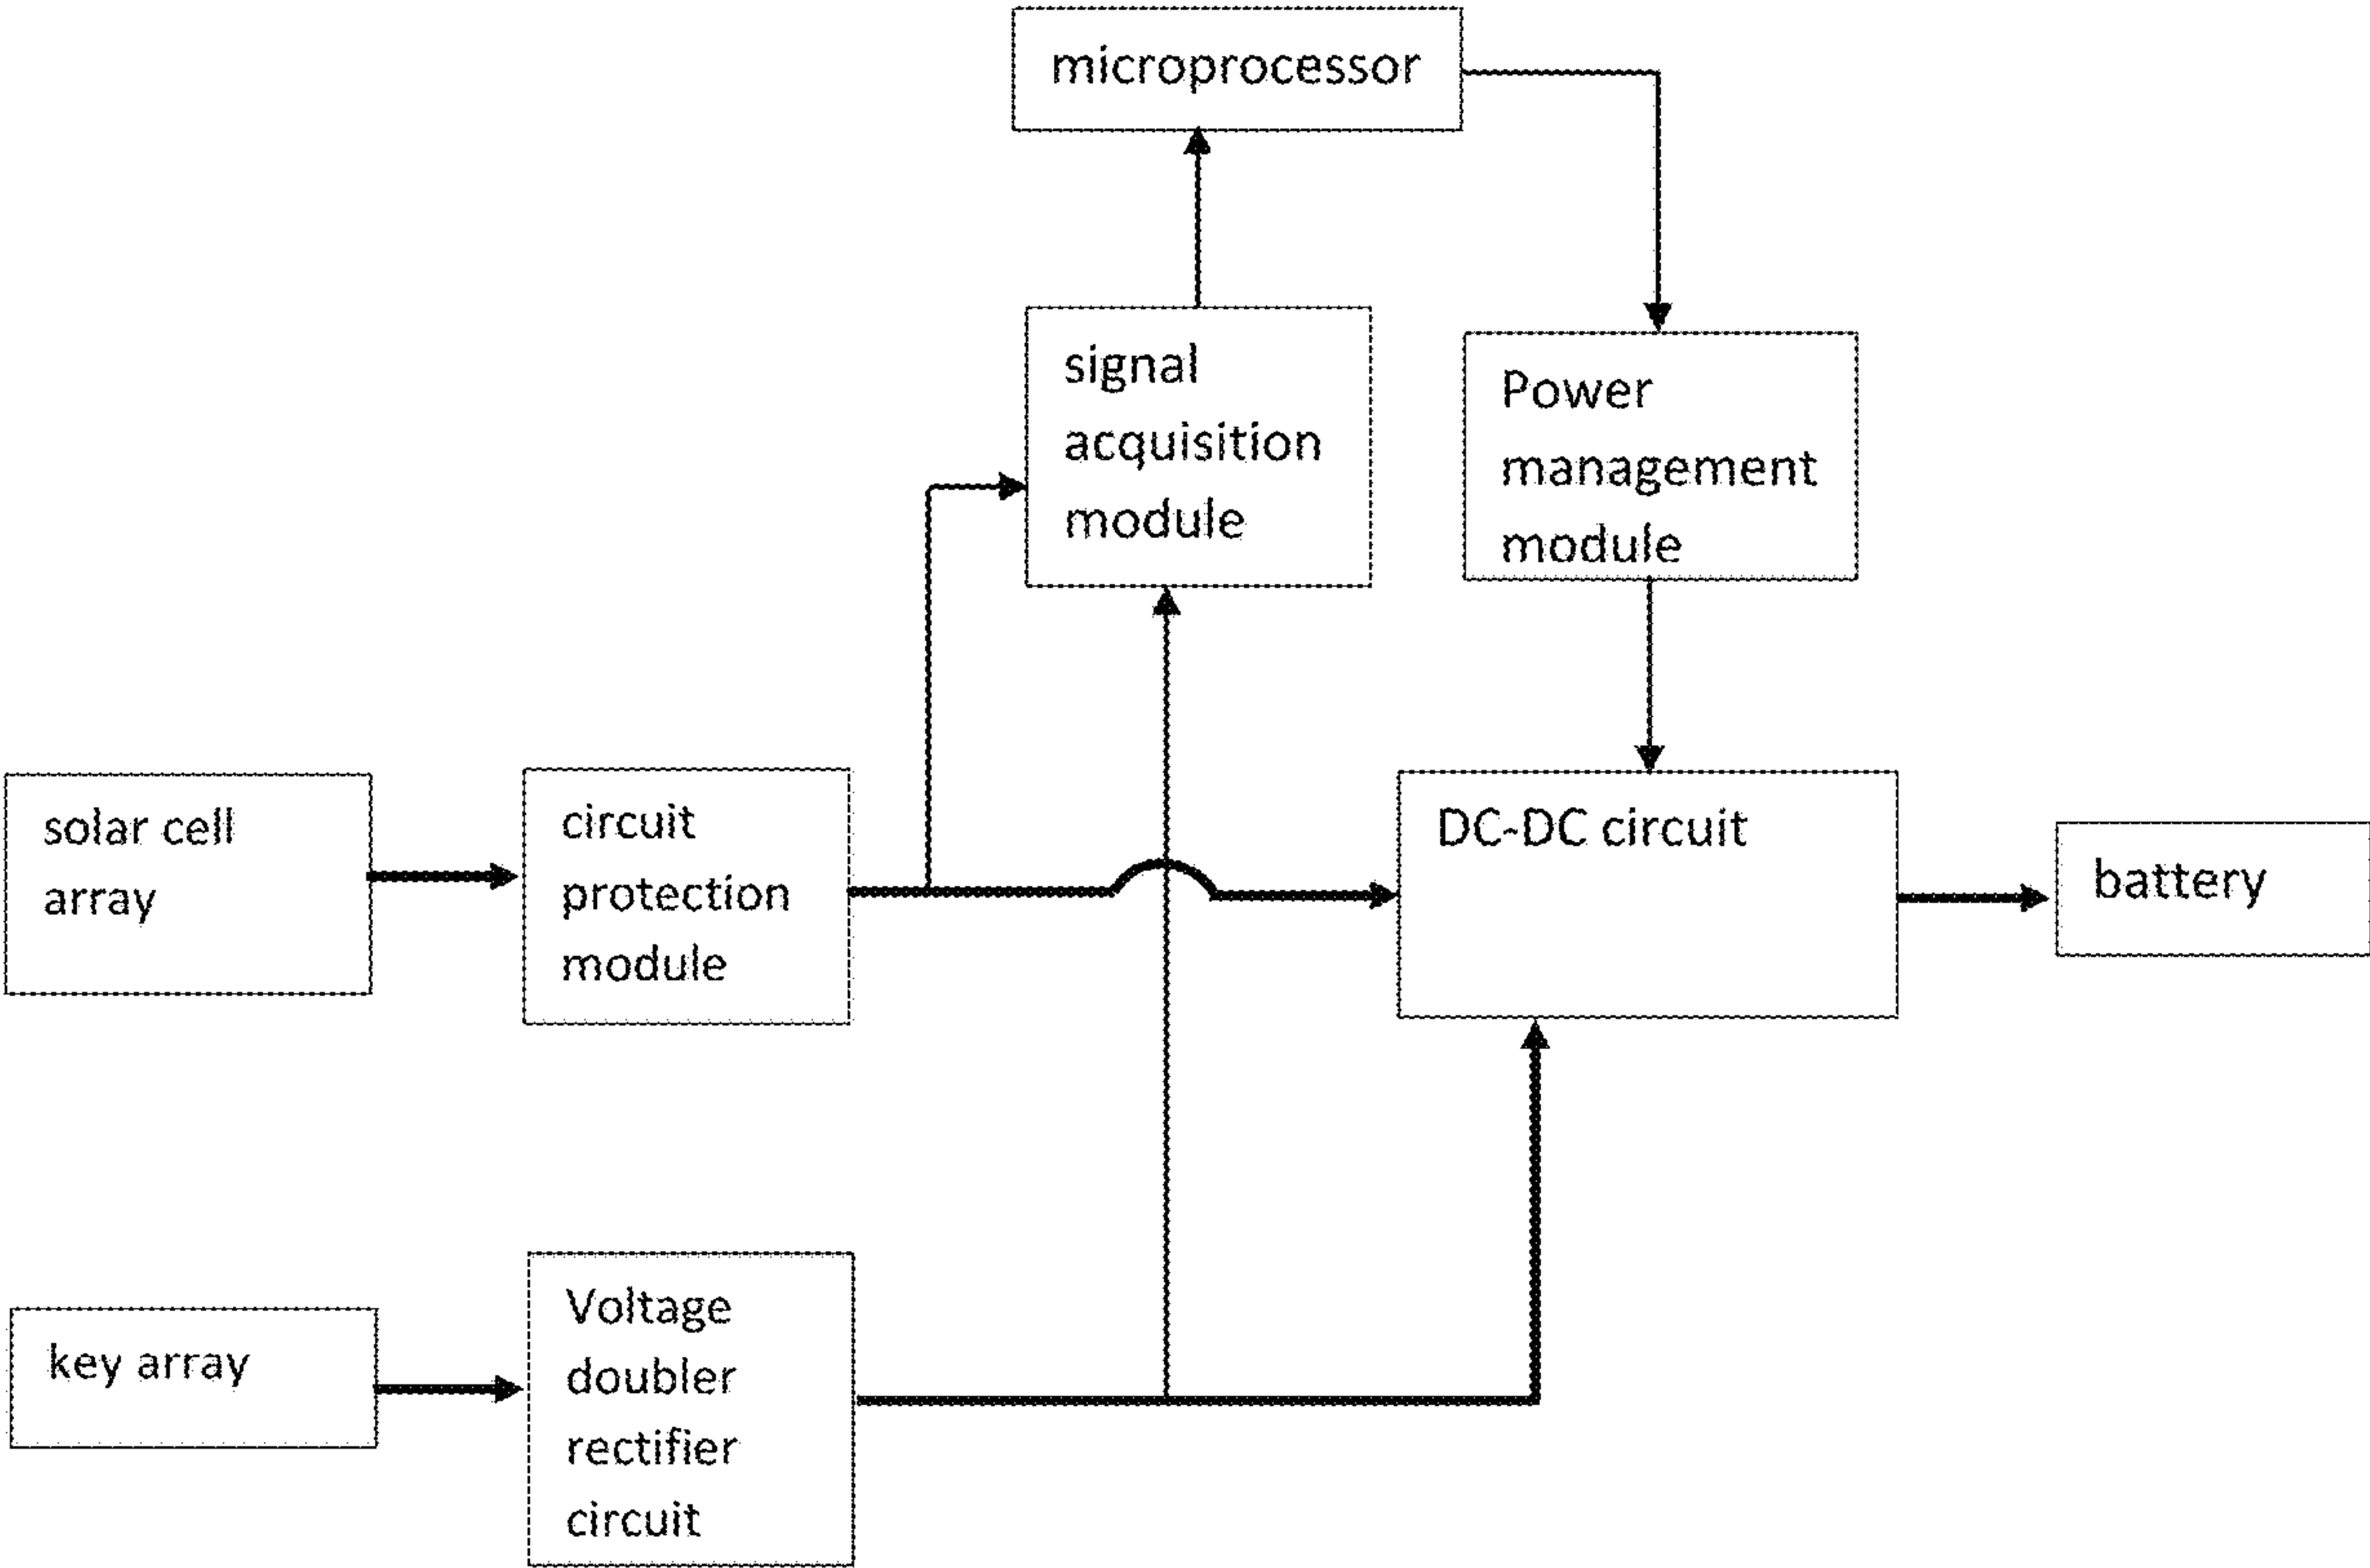 microprocessor
signal
acquisition
module
Power
management
module
solar cell
array
circuit
protection
module
DC-DC circuit
battery
key array
Voltage
doubler
rectifier
circuit